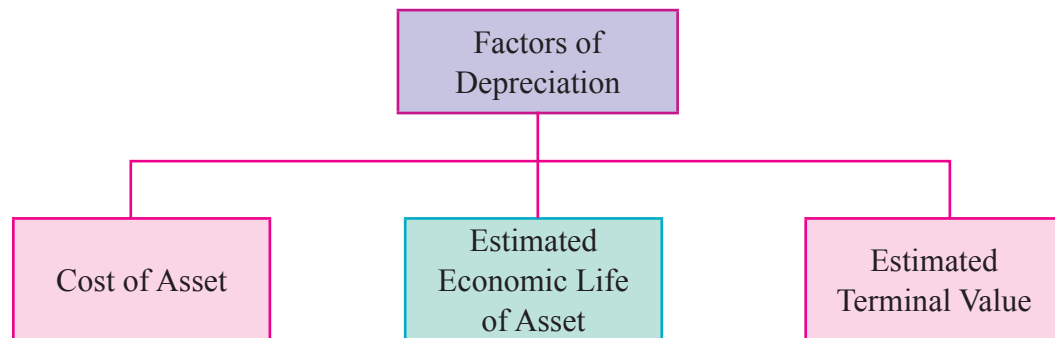 Factors of
Depreciation
Cost of Asset
Estimated
Economic Life
of Asset
Estimated
Terminal Value